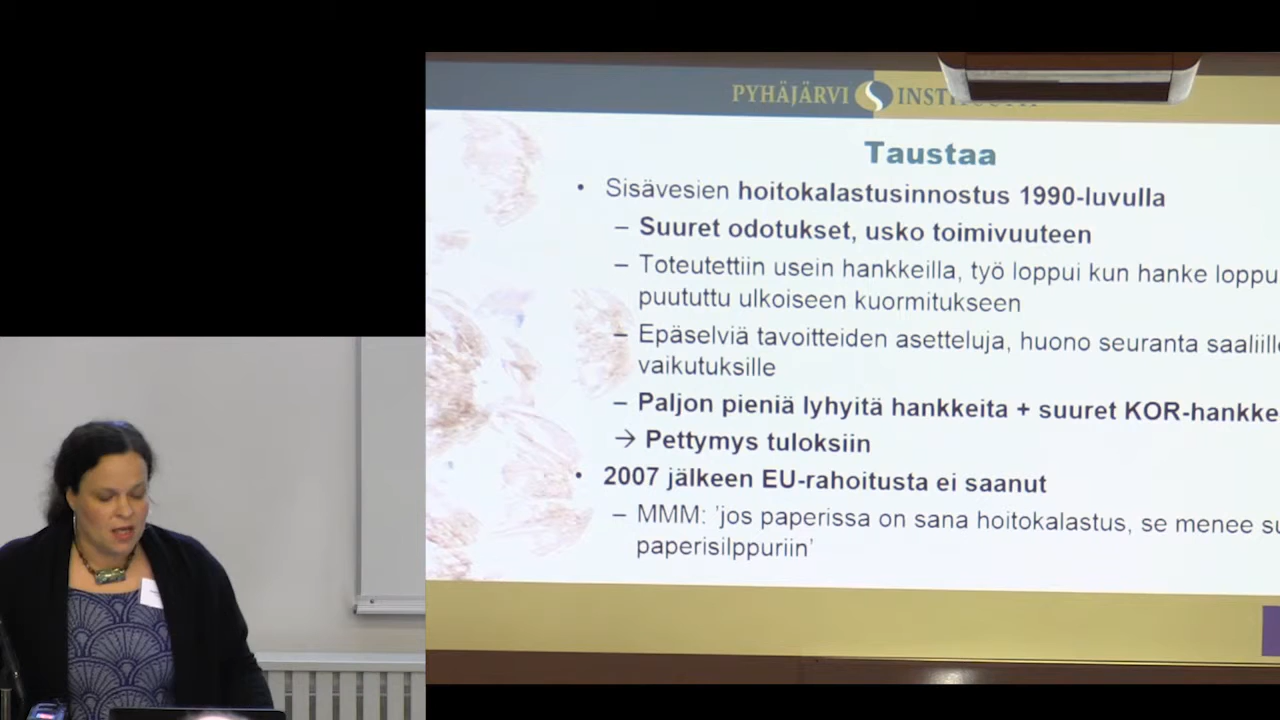 PYHÄJÄRVI INST
Taustaa
• Sisävesien hoitokalastusinnostus 1990-luvulla
– Suuret odotukset, usko toimivuuteen
– Toteutettiin usein hankkeilla, työ loppui kun hanke loppu
puututtu ulkoiseen kuormitukseen
– Epäselviä tavoitteiden asetteluja, huono seuranta saaliill
vaikutuksille
– Paljon pieniä lyhyitä hankkeita + suuret KOR-hankke
→ Pettymys tuloksiin
• 2007 jälkeen EU-rahoitusta ei saanut
– MMM: ’jos paperissa on sana hoitokalastus, se menee su
paperisilppuriin’